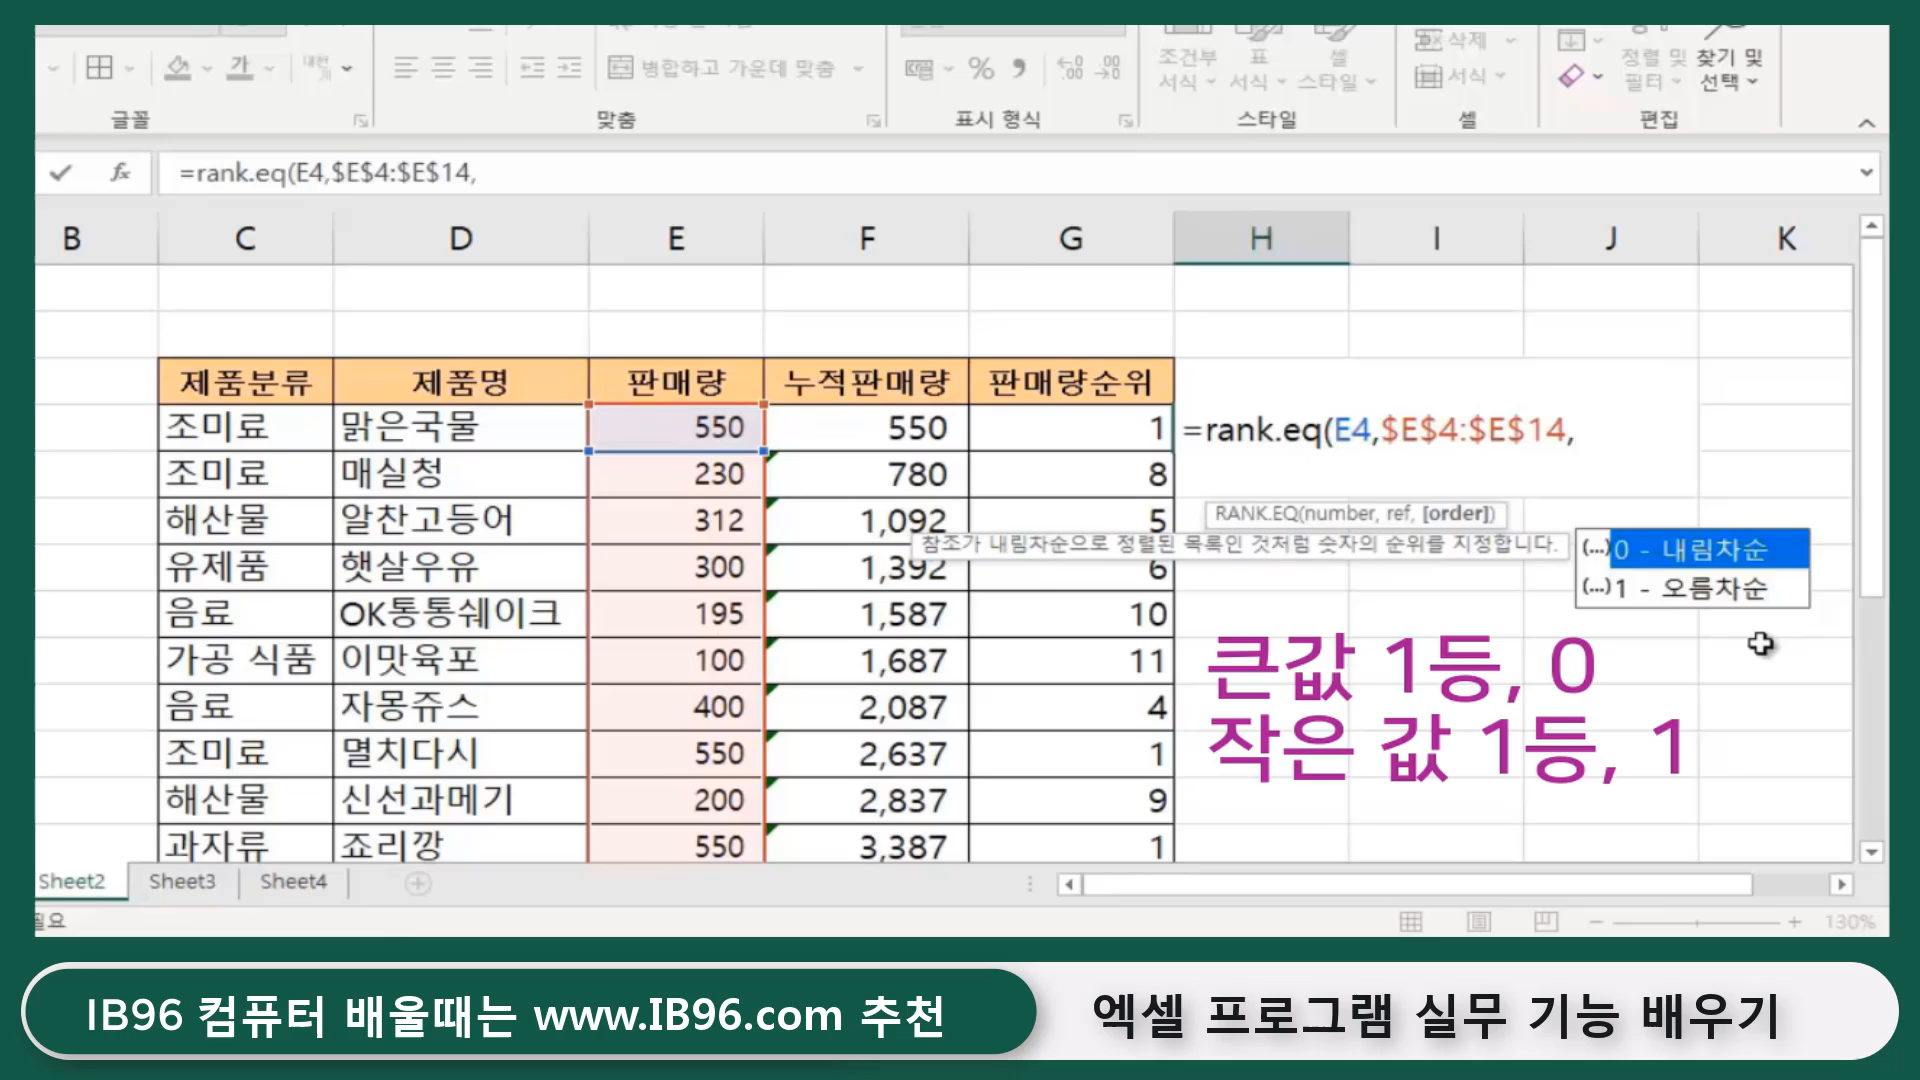 삭제
병합하고 가운데 맞춤
조건부 서식
표 서식
셀 스타일
서식
정렬 및 필터
찾기 및 선택
글꼴
맞춤
표시 형식
스타일
셀
편집
fx =rank.eq(E4,$E$4:$E$14,
B C D E F G H I J K
제품분류 제품명 판매량 누적판매량 판매량순위
조미료 맑은국물 550 550 1 =rank.eq(E4,$E$4:$E$14,
조미료 매실청 230 780 8
RANK.EQ(number, ref, [order])
해산물 알찬고등어 312 1,092 5
참조가 내림차순으로 정렬된 목록인 것처럼 숫자의 순위를 지정합니다.
(...)0 - 내림차순
(...)1 - 오름차순
유제품 햇살우유 300 1,392 6
음료 OK통통쉐이크 195 1,587 10
가공 식품 이맛육포 100 1,687 11
큰값 1등, 0
음료 자몽쥬스 400 2,087 4
작은 값 1등, 1
조미료 멸치다시 550 2,637 1
해산물 신선과메기 200 2,837 9
과자류 죠리깡 550 3,387 1
Sheet2 Sheet3 Sheet4
필요
130%
IB96 컴퓨터 배울때는 www.IB96.com 추천
엑셀 프로그램 실무 기능 배우기